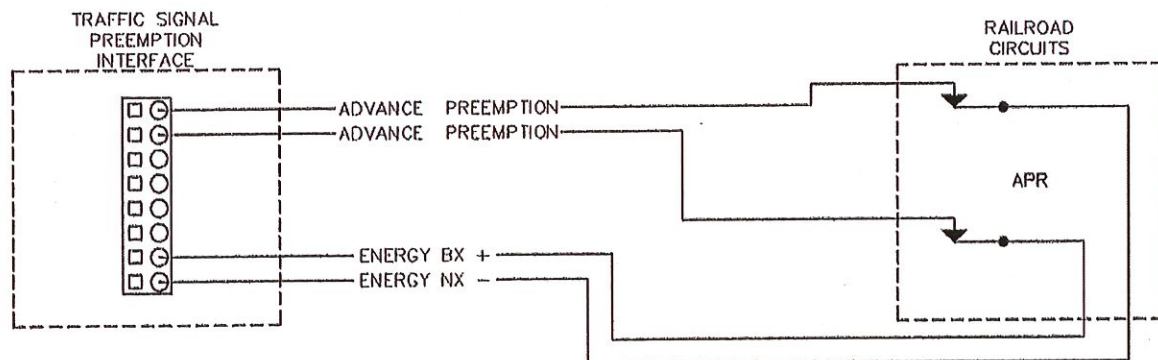 TRAFFIC SIGNAL
PREEMPTION
INTERFACE
RAILROAD
CIRCUITS
ADVANCE PREEMPTION
ADVANCE PREEMPTION
APR
ENERGY BX +
ENERGY NX -